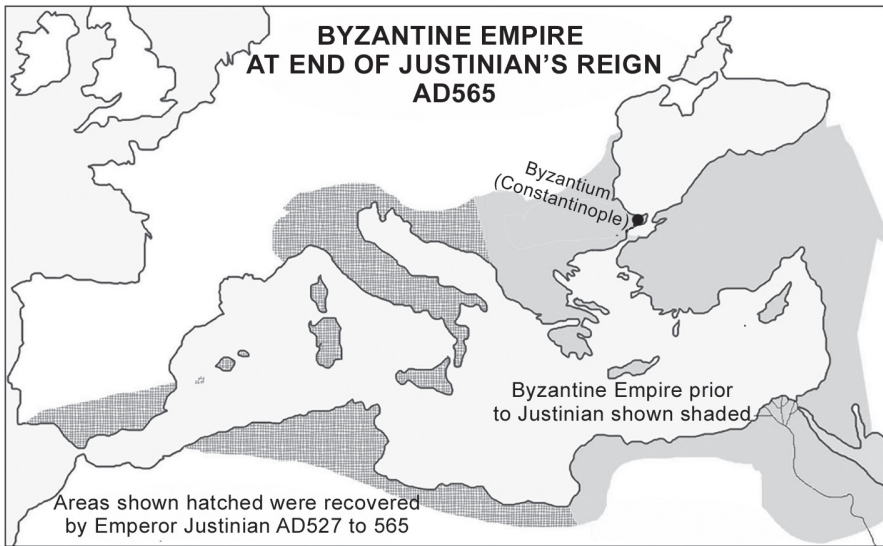 BYZANTINE EMPIRE
AT END OF JUSTINIAN'S REIGN
AD565
Byzantium
(Constantinople)
Byzantine Empire prior
to Justinian shown shaded
Areas shown hatched were recovered
by Emperor Justinian AD527 to 565